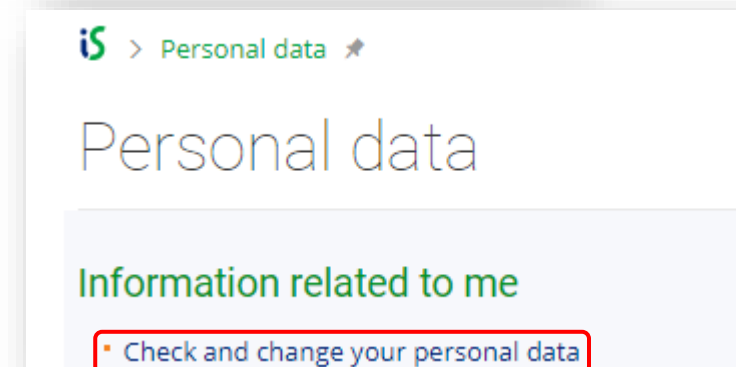 iS > Personal data
Personal data
Information related to me
Check and change your personal data